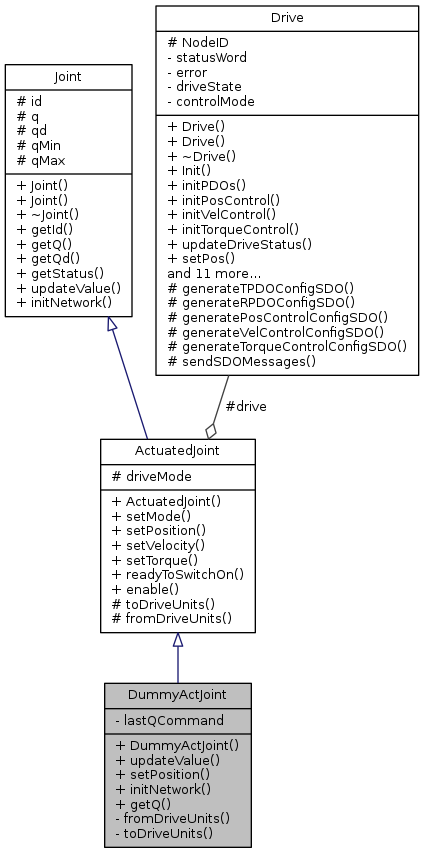 Drive
# NodeID
- statusWord
- error
- driveState
- controlMode
+ Drive()
+ Drive()
+ ~Drive()
+ Init()
+ initPDOs()
+ initPosControl()
+ initVelControl()
+ initTorqueControl()
+ updateDriveStatus()
+ setPos()
and 11 more...
# generateTPDOConfigSDO()
# generateRPDOConfigSDO()
# generatePosControlConfigSDO()
# generateVelControlConfigSDO()
# generateTorqueControlConfigSDO()
# sendSDOMessages()
Joint
# id
# q
# qd
# qMin
# qMax
+ Joint()
+ Joint()
+ ~Joint()
+ getId()
+ getQ()
+ getQd()
+ getStatus()
+ updateValue()
+ initNetwork()
#drive
ActuatedJoint
# driveMode
+ ActuatedJoint()
+ setMode()
+ setPosition()
+ setVelocity()
+ setTorque()
+ readyToSwitchOn()
+ enable()
# toDriveUnits()
# fromDriveUnits()
DummyActJoint
- lastQCommand
+ DummyActJoint()
+ updateValue()
+ setPosition()
+ initNetwork()
+ getQ()
- fromDriveUnits()
- toDriveUnits()